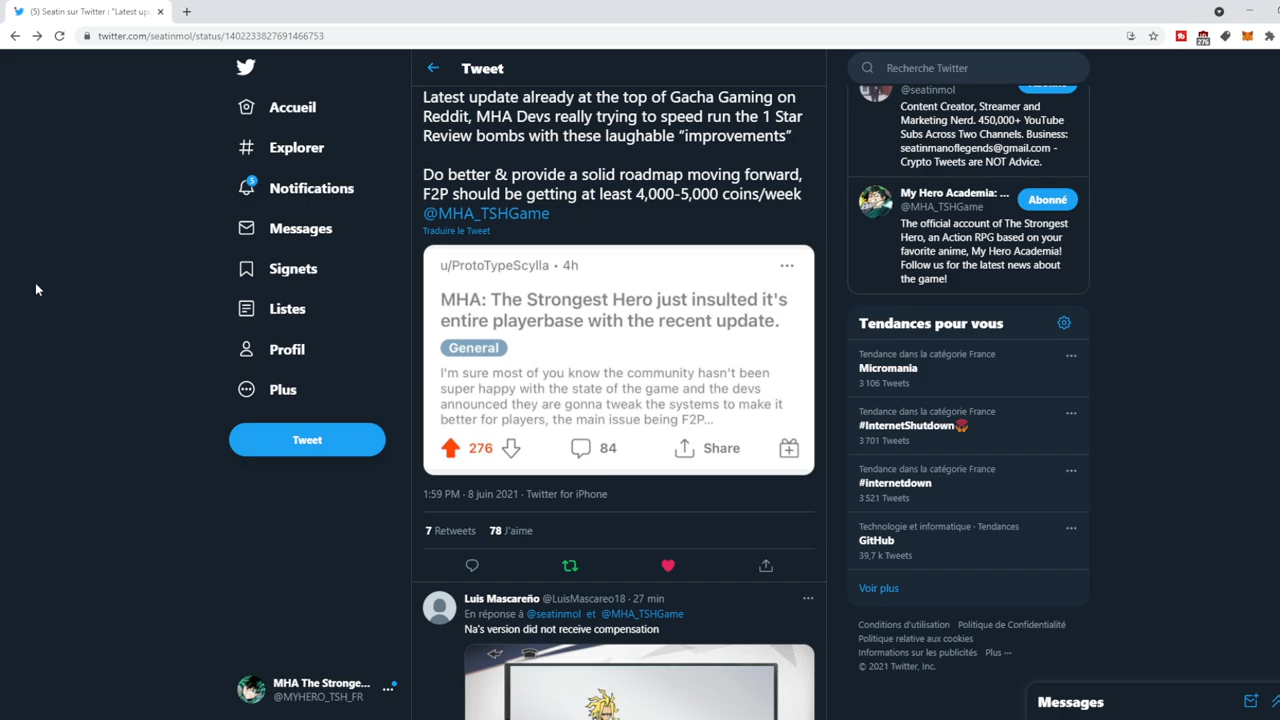 (5) Seatin sur Twitter : "Latest up
twitter.com/seatinmol/status/1402233827691466753
276
Accueil
Explorer
5
Notifications
Messages
Signets
Listes
Profil
Plus
Tweet
MHA The Stronge...
@MYHERO_TSH_FR
Tweet
Latest update already at the top of Gacha Gaming on
Reddit, MHA Devs really trying to speed run the 1 Star
Review bombs with these laughable “improvements”
Do better & provide a solid roadmap moving forward,
F2P should be getting at least 4,000-5,000 coins/week
@MHA_TSHGame
Traduire le Tweet
u/ProtoTypeScylla • 4h
MHA: The Strongest Hero just insulted it's
entire playerbase with the recent update.
General
I'm sure most of you know the community hasn't been
super happy with the state of the game and the devs
announced they are gonna tweak the systems to make it
better for players, the main issue being F2P...
276
84
Share
1:59 PM · 8 juin 2021 · Twitter for iPhone
7 Retweets 78 J'aime
Luis Mascareño @LuisMascareo18 · 27 min
En réponse à @seatinmol et @MHA_TSHGame
Na's version did not receive compensation
Recherche Twitter
@seatinmol
Content Creator, Streamer and
Marketing Nerd. 450,000+ YouTube
Subs Across Two Channels. Business:
seatinmanoflegends@gmail.com -
Crypto Tweets are NOT Advice.
My Hero Academia: ...
@MHA_TSHGame
Abonné
The official account of The Strongest
Hero, an Action RPG based on your
favorite anime, My Hero Academia!
Follow us for the latest news about
the game!
Tendances pour vous
Tendance dans la catégorie France
Micromania
3 106 Tweets
Tendance dans la catégorie France
#InternetShutdown
3 701 Tweets
Tendance dans la catégorie France
#internetdown
3 521 Tweets
Technologie et informatique · Tendances
GitHub
39,7 k Tweets
Voir plus
Conditions d'utilisation Politique de Confidentialité
Politique relative aux cookies
Informations sur les publicités Plus ···
© 2021 Twitter, Inc.
Messages